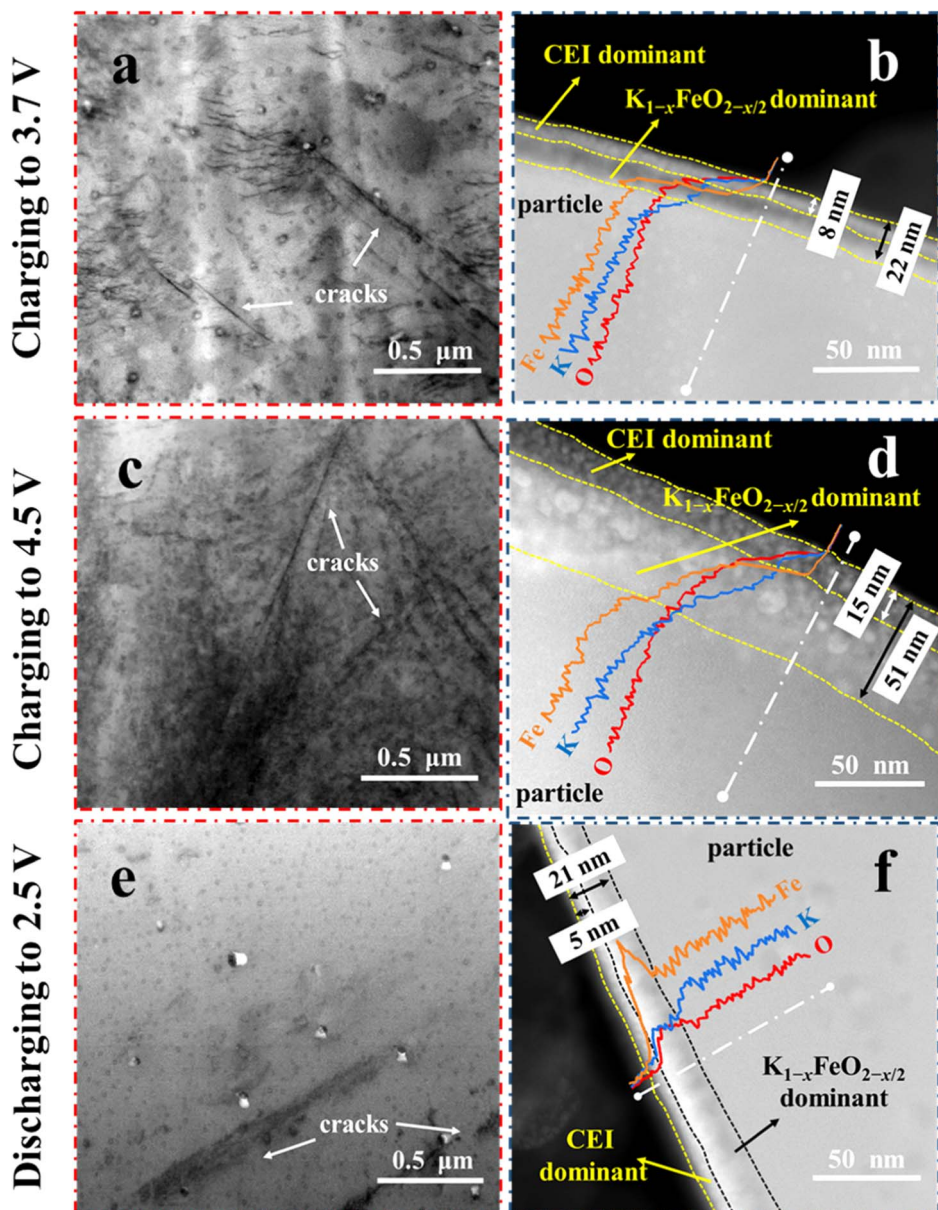 Charging to 3.7 V
a
cracks
0.5 μm
b
CEI dominant
K₁₋ₓFeO₂₋ₓ/₂ dominant
particle
8 nm
22 nm
Fe
K
O
50 nm
Charging to 4.5 V
c
cracks
0.5 μm
d
CEI dominant
K₁₋ₓFeO₂₋ₓ/₂ dominant
15 nm
51 nm
Fe
K
O
particle
50 nm
Discharging to 2.5 V
e
cracks
0.5 μm
f
particle
21 nm
5 nm
Fe
K
O
K₁₋ₓFeO₂₋ₓ/₂
dominant
CEI
dominant
50 nm